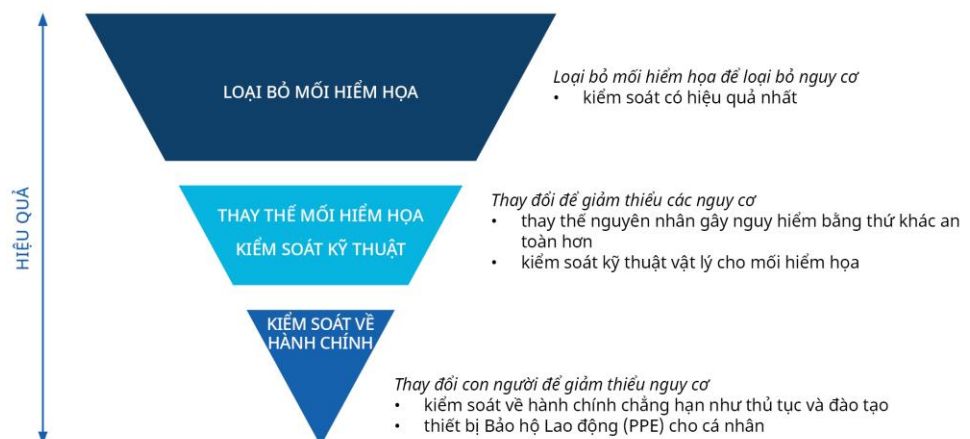 HIỆU QUẢ
LOẠI BỎ MỐI HIỂM HỌA
Loại bỏ mối hiểm họa để loại bỏ nguy cơ
• kiểm soát có hiệu quả nhất
THAY THẾ MỐI HIỂM HỌA
KIỂM SOÁT KỸ THUẬT
Thay đổi để giảm thiểu các nguy cơ
• thay thế nguyên nhân gây nguy hiểm bằng thứ khác an
toàn hơn
• kiểm soát kỹ thuật vật lý cho mối hiểm họa
KIỂM SOÁT VỀ
HÀNH CHÍNH
Thay đổi con người để giảm thiểu nguy cơ
• kiểm soát về hành chính chẳng hạn như thủ tục và đào tạo
• thiết bị Bảo hộ Lao động (PPE) cho cá nhân